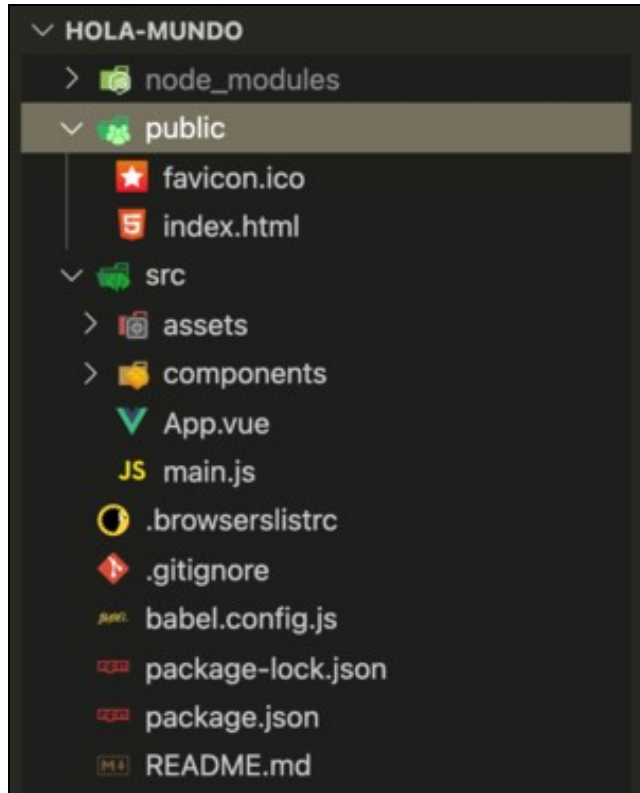 HOLA-MUNDO
node_modules
public
favicon.ico
index.html
src
assets
components
App.vue
JS main.js
.browserslistrc
.gitignore
babel.config.js
package-lock.json
package.json
README.md